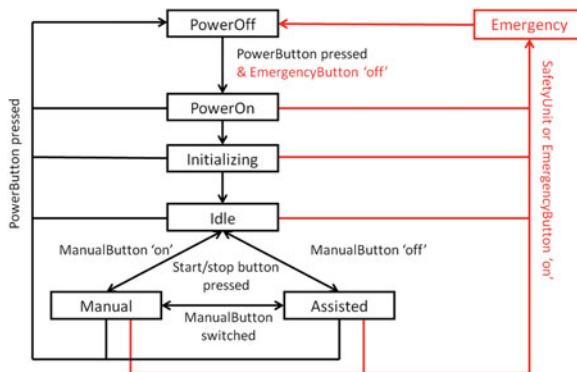 PowerOff
Emergency
PowerButton pressed
& EmergencyButton ‘off’
PowerOn
Initializing
Idle
ManualButton ‘on’
ManualButton ‘off’
Start/stop button
pressed
Manual
Assisted
ManualButton
switched
PowerButton pressed
SafetyUnit or EmergencyButton ‘on’